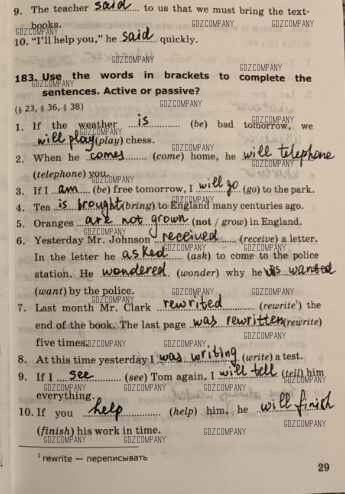 9. The teacher said to us that we must bring the text-
books.
10. "I'll help you," he said quickly.
183. Use the words in brackets to complete the
sentences. Active or passive?
(§ 23, § 36, § 38)
1. If the weather is (be) bad tomorrow, we
will play (play) chess.
2. When he comes (come) home, he will telephone
(telephone) you.
3. If I am (be) free tomorrow, I will go (go) to the park.
4. Tea is brought (bring) to England many centuries ago.
5. Oranges are not grown (not / grow) in England.
6. Yesterday Mr. Johnson received (receive) a letter.
In the letter he asked (ask) to come to the police
station. He wondered (wonder) why he is wanted
(want) by the police.
7. Last month Mr. Clark rewrited (rewrite¹) the
end of the book. The last page was rewritten (rewrite)
five times.
8. At this time yesterday I was writing (write) a test.
9. If I see (see) Tom again, I will tell (tell) him
everything.
10. If you help (help) him, he will finish
(finish) his work in time.
¹ rewrite — переписывать
29
GDZCOMPANY